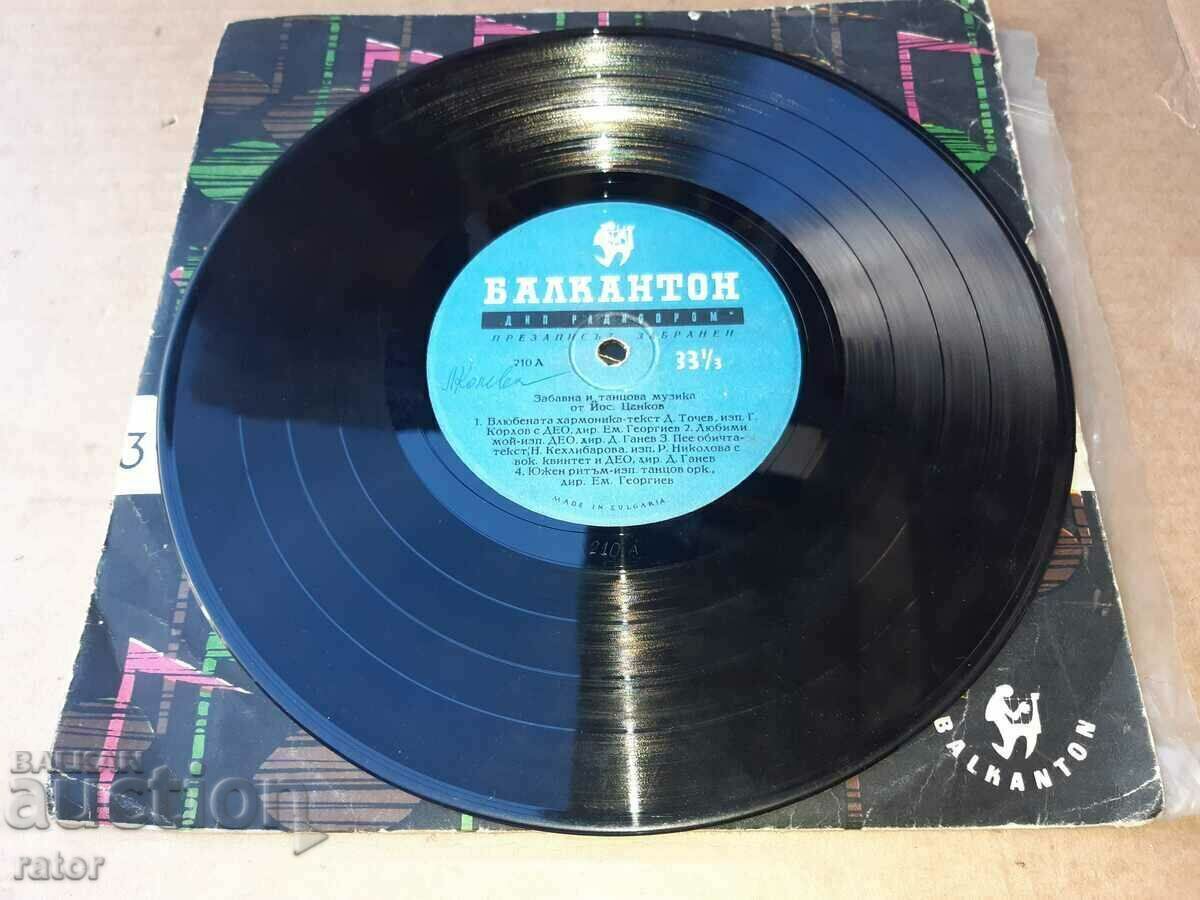 БАЛКАНТОН
„ДИП РАДИОПРОМ"
ПРЕЗАПИСЪТ ЗАБРАНЕН
210 А
33⅓
Забавна и танцова музика
от Йос. Цанков
1. Влюбената хармоника-текст Д. Точев, изп. Г.
Кордов с ДЕО, дир. Ем. Георгиев 2. Любими
мой-изп. ДЕО, дир. Д. Ганев 3. Пее обичта-
текст, Н. Кехлибарова, изп. Р. Николова с
вок. квинтет и ДЕО, дир. Д. Ганев
4. Южен ритъм-изп. танцов орк.,
дир. Ем. Георгиев
MADE IN BULGARIA
210 A
3
BALKANTON
BALKAN
auction
rator